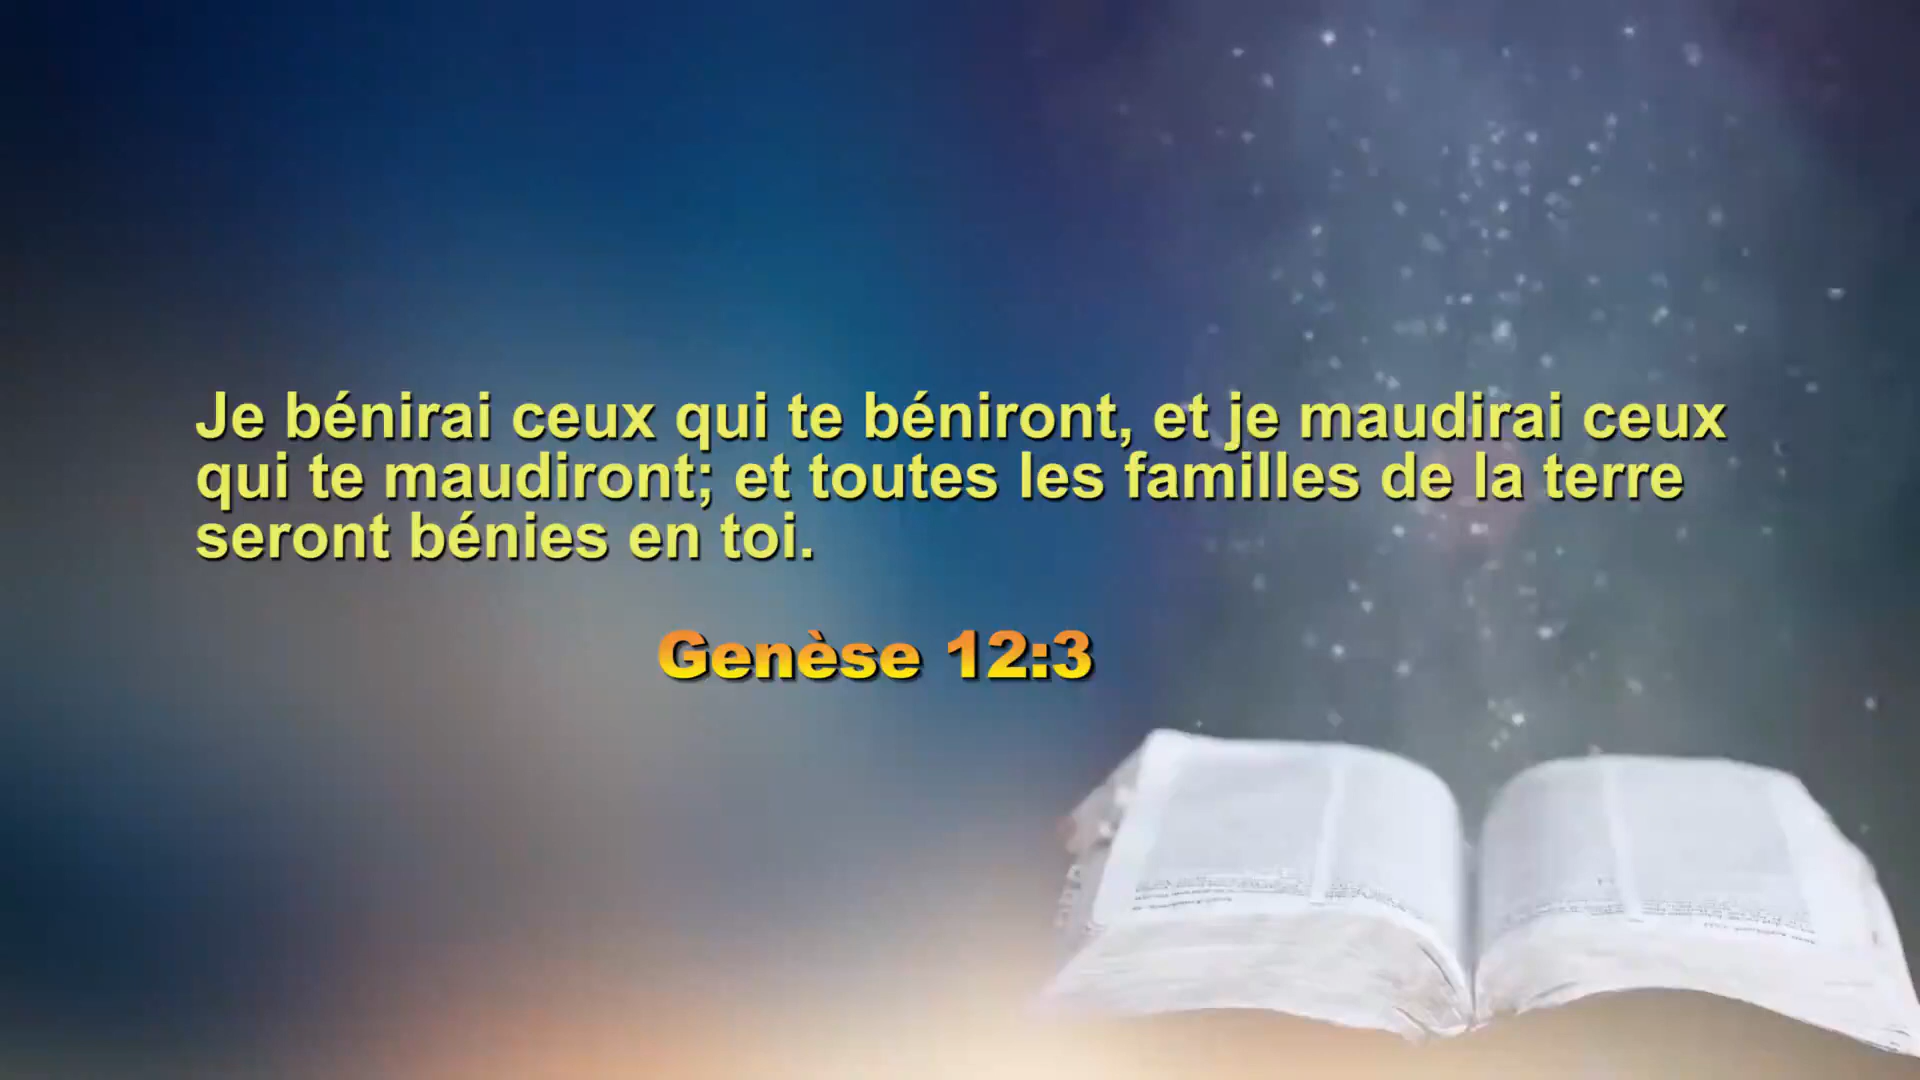 Je bénirai ceux qui te béniront, et je maudirai ceux
qui te maudiront; et toutes les familles de la terre
seront bénies en toi.
Genèse 12:3